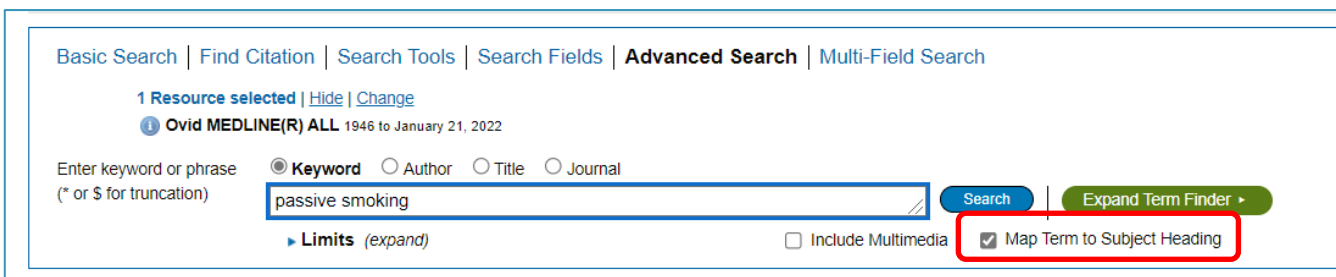 Basic Search | Find Citation | Search Tools | Search Fields | Advanced Search | Multi-Field Search
1 Resource selected | Hide | Change
Ovid MEDLINE(R) ALL 1946 to January 21, 2022
Enter keyword or phrase
(* or $ for truncation)
Keyword Author Title Journal
passive smoking
Search | Expand Term Finder
Limits (expand)
Include Multimedia
Map Term to Subject Heading